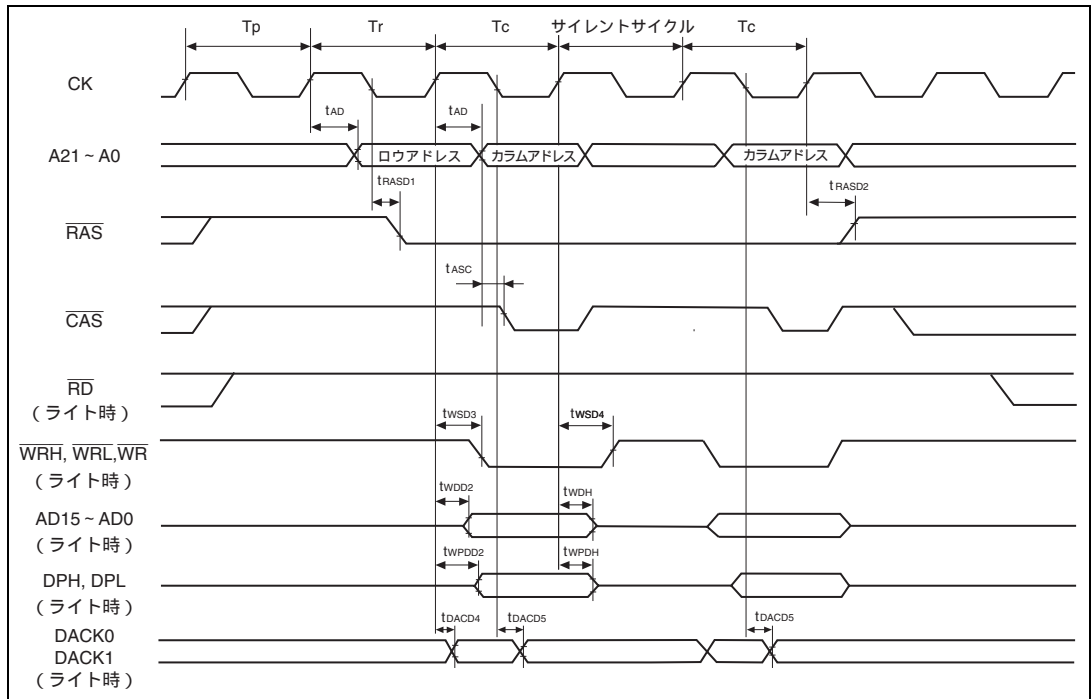 Tp Tr Tc サイレントサイクル Tc
CK
tAD tAD
A21～A0 ロウアドレス カラムアドレス カラムアドレス
tRASD1 tRASD2
RAS
tASC
CAS
RD
(ライト時)
tWSD3 tWSD4
WRH, WRL,WR
(ライト時)
tWDD2 tWDH
AD15～AD0
(ライト時)
tWPDD2 tWPDH
DPH, DPL
(ライト時)
tDACD4 tDACD5 tDACD5
DACK0
DACK1
(ライト時)